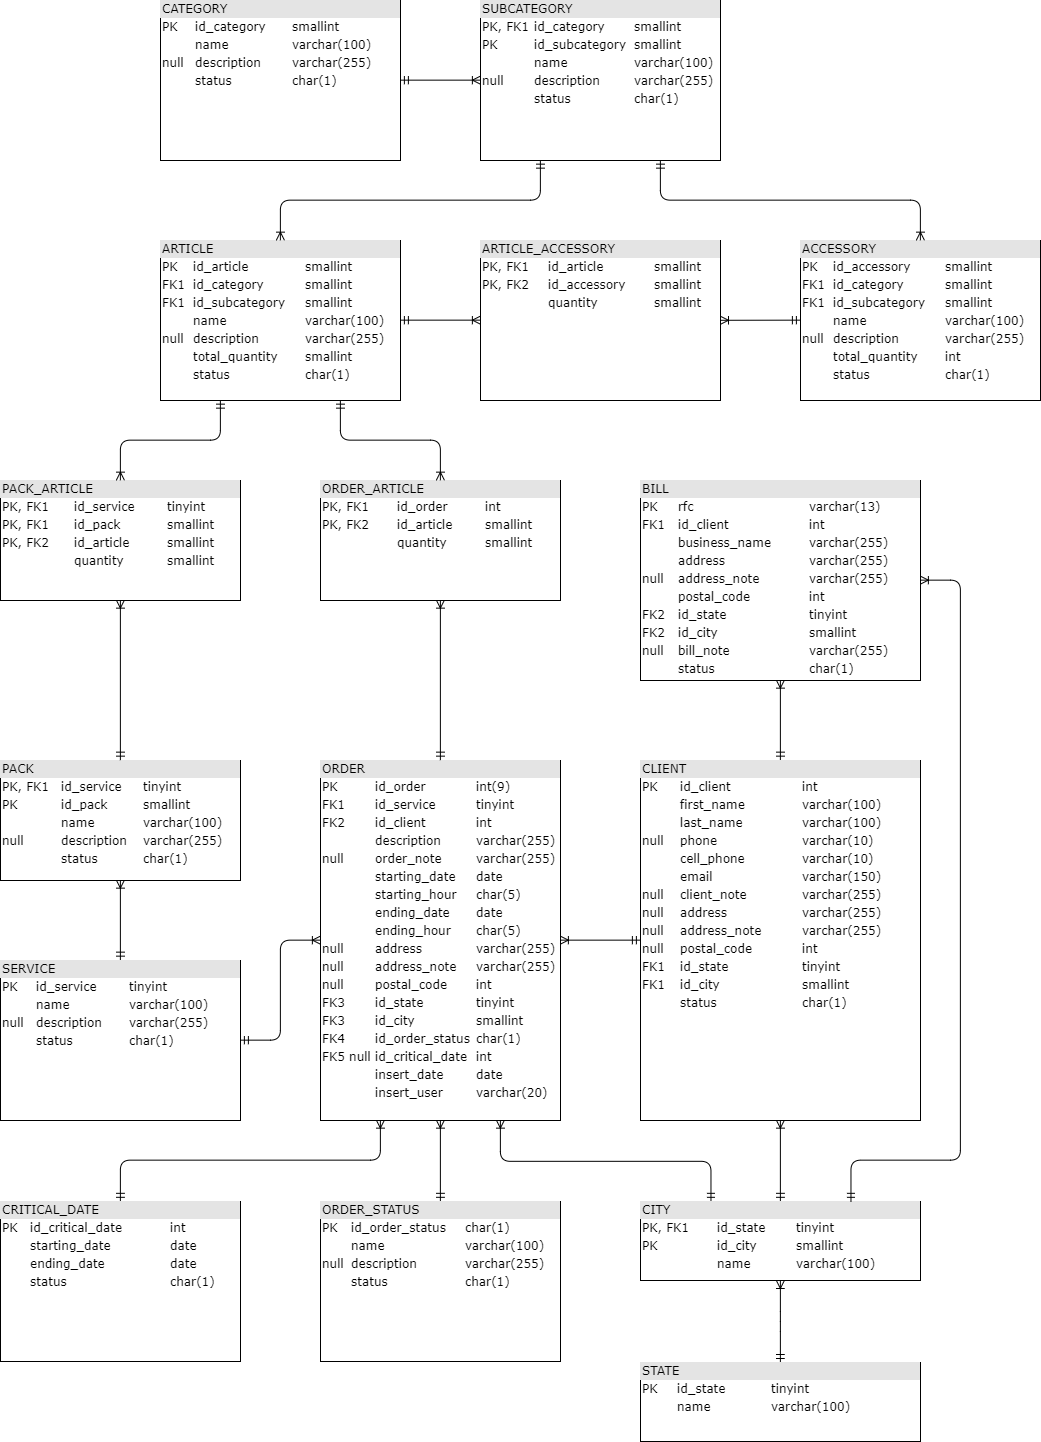 CATEGORY
PK id_category smallint
name varchar(100)
null description varchar(255)
status char(1)
SUBCATEGORY
PK, FK1 id_category smallint
PK id_subcategory smallint
name varchar(100)
null description varchar(255)
status char(1)
ARTICLE
PK id_article smallint
FK1 id_category smallint
FK1 id_subcategory smallint
name varchar(100)
null description varchar(255)
total_quantity smallint
status char(1)
ARTICLE_ACCESSORY
PK, FK1 id_article smallint
PK, FK2 id_accessory smallint
quantity smallint
ACCESSORY
PK id_accessory smallint
FK1 id_category smallint
FK1 id_subcategory smallint
name varchar(100)
null description varchar(255)
total_quantity int
status char(1)
PACK_ARTICLE
PK, FK1 id_service tinyint
PK, FK1 id_pack smallint
PK, FK2 id_article smallint
quantity smallint
ORDER_ARTICLE
PK, FK1 id_order int
PK, FK2 id_article smallint
quantity smallint
BILL
PK rfc varchar(13)
FK1 id_client int
business_name varchar(255)
address varchar(255)
null address_note varchar(255)
postal_code int
FK2 id_state tinyint
FK2 id_city smallint
null bill_note varchar(255)
status char(1)
PACK
PK, FK1 id_service tinyint
PK id_pack smallint
name varchar(100)
null description varchar(255)
status char(1)
ORDER
PK id_order int(9)
FK1 id_service tinyint
FK2 id_client int
description varchar(255)
null order_note varchar(255)
starting_date date
starting_hour char(5)
ending_date date
ending_hour char(5)
null address varchar(255)
null address_note varchar(255)
null postal_code int
FK3 id_state tinyint
FK3 id_city smallint
FK4 id_order_status char(1)
FK5 null id_critical_date int
insert_date date
insert_user varchar(20)
CLIENT
PK id_client int
first_name varchar(100)
last_name varchar(100)
null phone varchar(10)
cell_phone varchar(10)
email varchar(150)
null client_note varchar(255)
null address varchar(255)
null address_note varchar(255)
null postal_code int
FK1 id_state tinyint
FK1 id_city smallint
status char(1)
SERVICE
PK id_service tinyint
name varchar(100)
null description varchar(255)
status char(1)
CRITICAL_DATE
PK id_critical_date int
starting_date date
ending_date date
status char(1)
ORDER_STATUS
PK id_order_status char(1)
name varchar(100)
null description varchar(255)
status char(1)
CITY
PK, FK1 id_state tinyint
PK id_city smallint
name varchar(100)
STATE
PK id_state tinyint
name varchar(100)